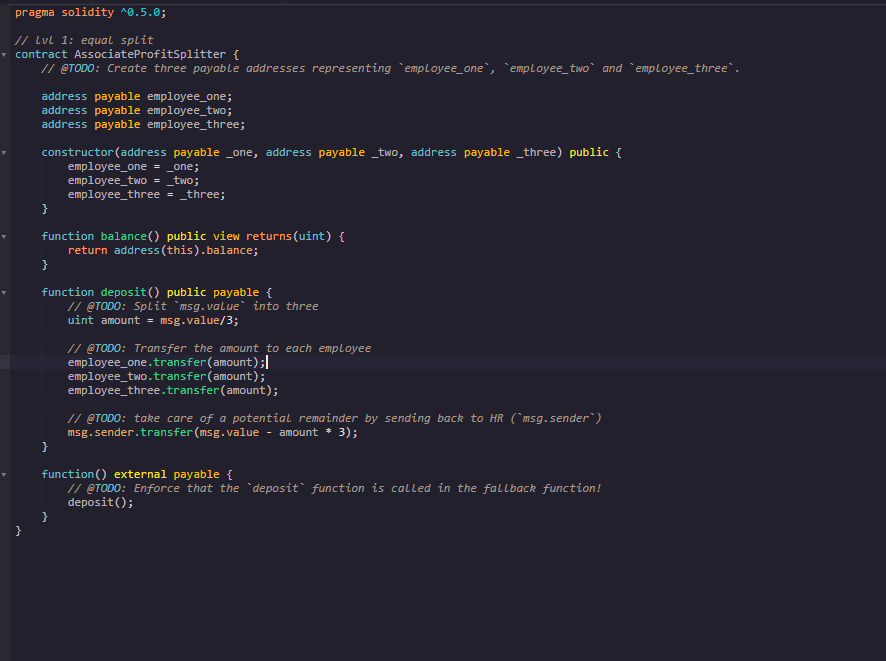 pragma solidity ^0.5.0;
// lvl 1: equal split
contract AssociateProfitSplitter {
// @TODO: Create three payable addresses representing `employee_one`, `employee_two` and `employee_three`.
address payable employee_one;
address payable employee_two;
address payable employee_three;
constructor(address payable _one, address payable _two, address payable _three) public {
employee_one = _one;
employee_two = _two;
employee_three = _three;
}
function balance() public view returns(uint) {
return address(this).balance;
}
function deposit() public payable {
// @TODO: Split `msg.value` into three
uint amount = msg.value/3;
// @TODO: Transfer the amount to each employee
employee_one.transfer(amount);
employee_two.transfer(amount);
employee_three.transfer(amount);
// @TODO: take care of a potential remainder by sending back to HR (`msg.sender`)
msg.sender.transfer(msg.value - amount * 3);
}
function() external payable {
// @TODO: Enforce that the `deposit` function is called in the fallback function!
deposit();
}
}